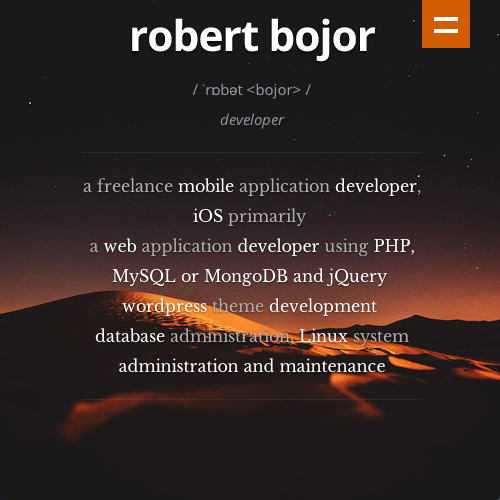 robert bojor
/ ˈrɒbət <bojor> /
developer
a freelance mobile application developer,
iOS primarily
a web application developer using PHP,
MySQL or MongoDB and jQuery
wordpress theme development
database administration, Linux system
administration and maintenance